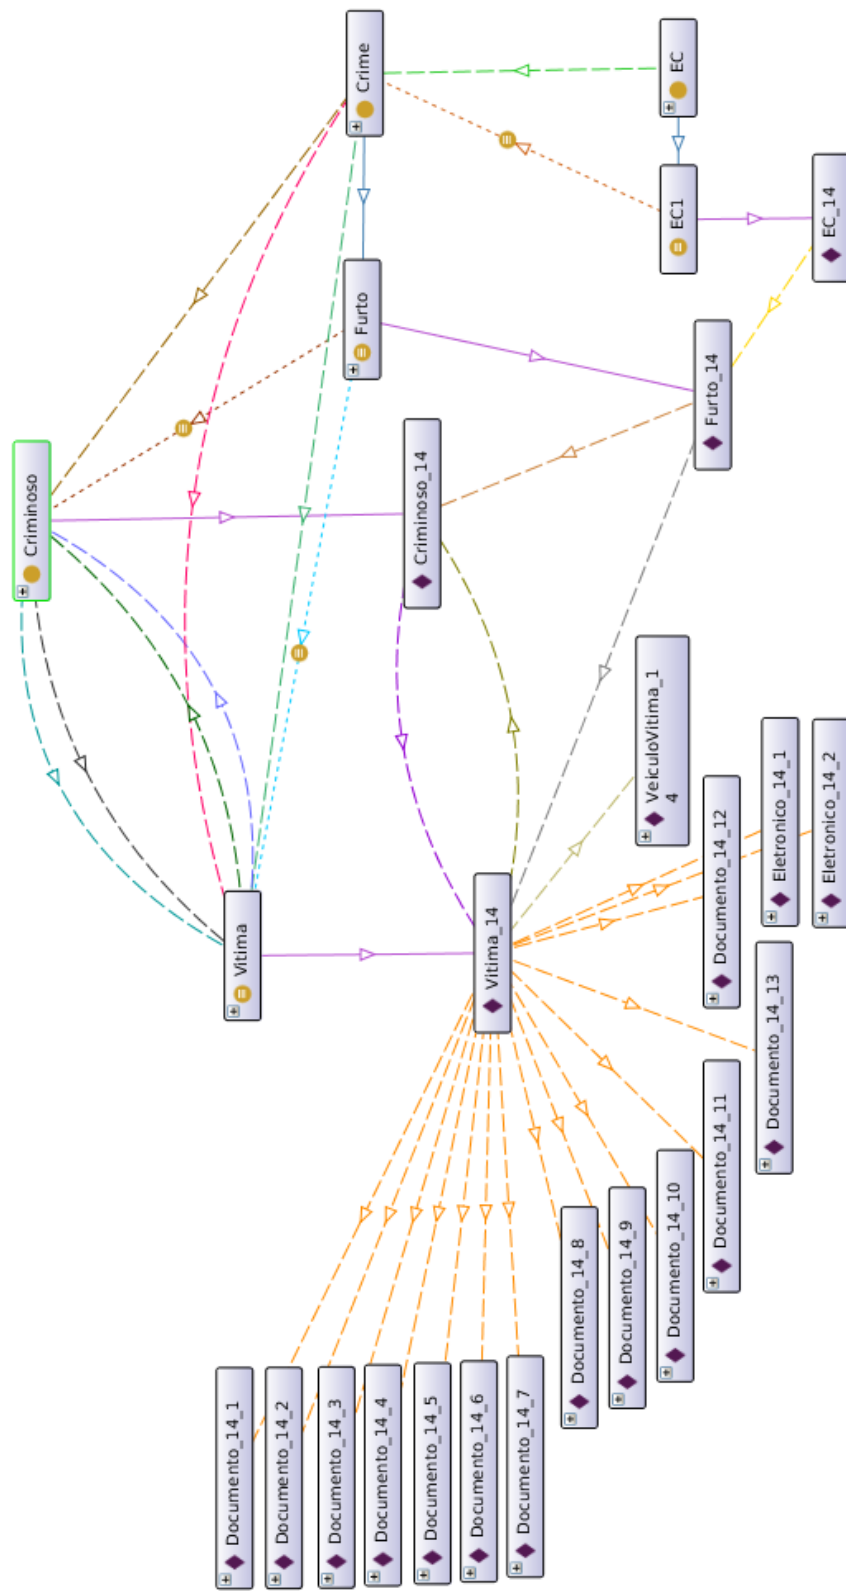 Crime
EC
EC1
EC_14
Furto
Furto_14
Criminoso
Criminoso_14
VeiculoVitima_1
4
Eletronico_14_1
Eletronico_14_2
Documento_14_12
Vitima
Vitima_14
Documento_14_13
Documento_14_11
Documento_14_10
Documento_14_9
Documento_14_8
Documento_14_1
Documento_14_2
Documento_14_3
Documento_14_4
Documento_14_5
Documento_14_6
Documento_14_7